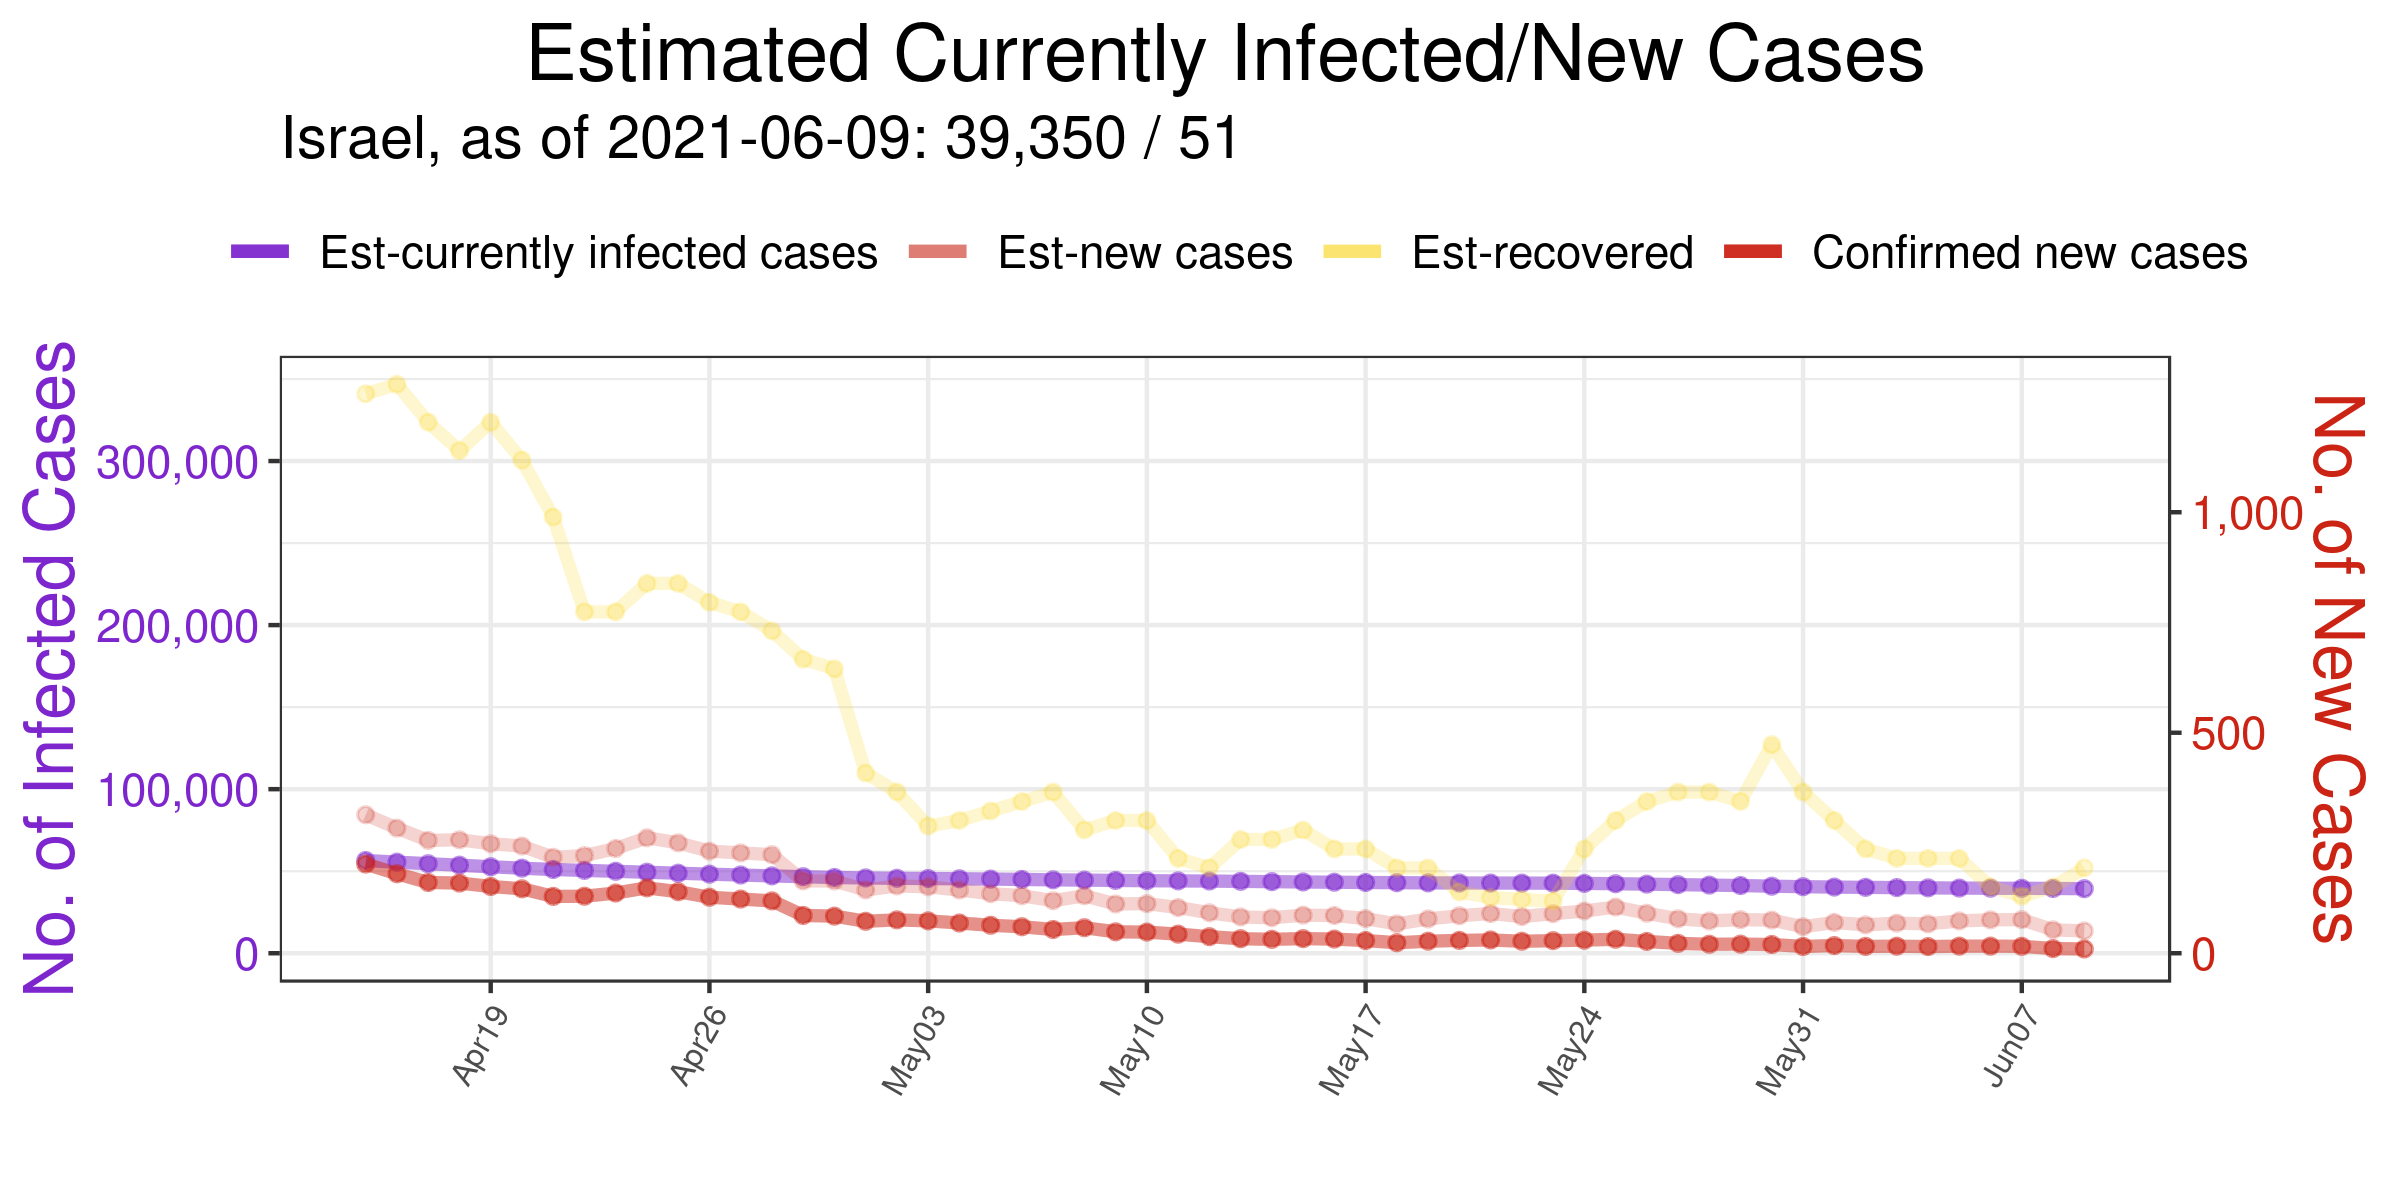 Estimated Currently Infected/New Cases
Israel, as of 2021-06-09: 39,350 / 51
Est-currently infected cases
Est-new cases
Est-recovered
Confirmed new cases
No. of Infected Cases
300,000
200,000
100,000
0
1,000
500
0
No. of New Cases
Apr19
Apr26
May03
May10
May17
May24
May31
Jun07